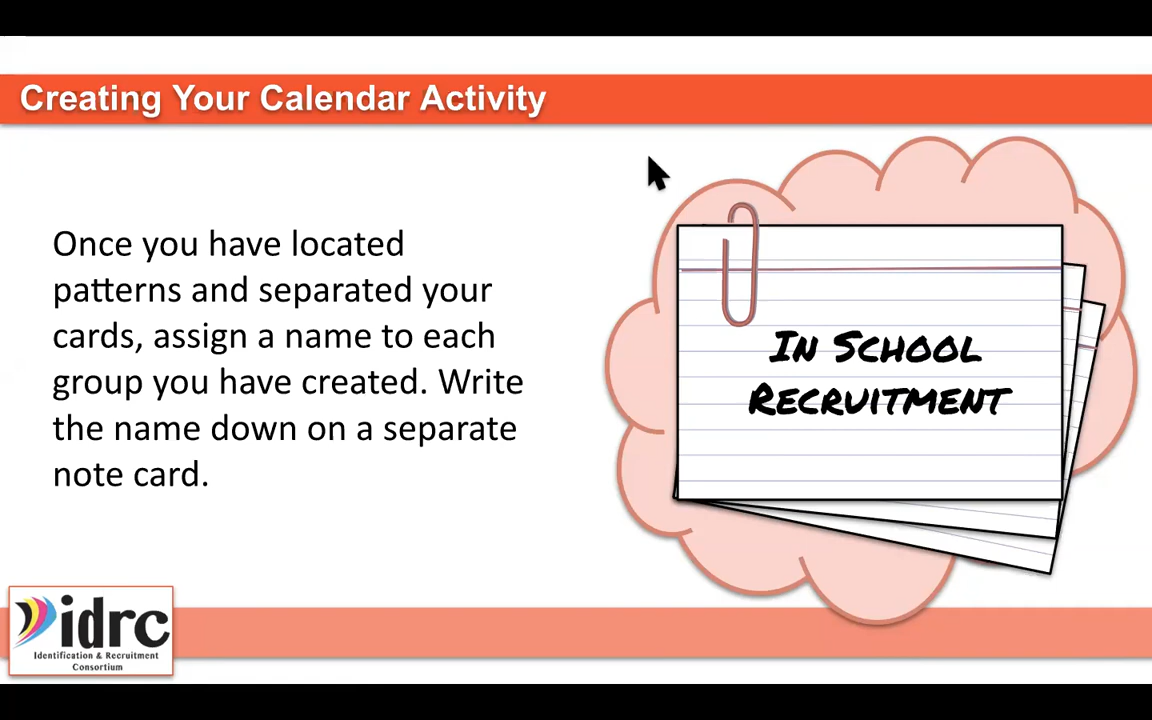 Creating Your Calendar Activity
Once you have located
patterns and separated your
cards, assign a name to each
group you have created. Write
the name down on a separate
note card.
In School
Recruitment
idrc
Identification & Recruitment
Consortium